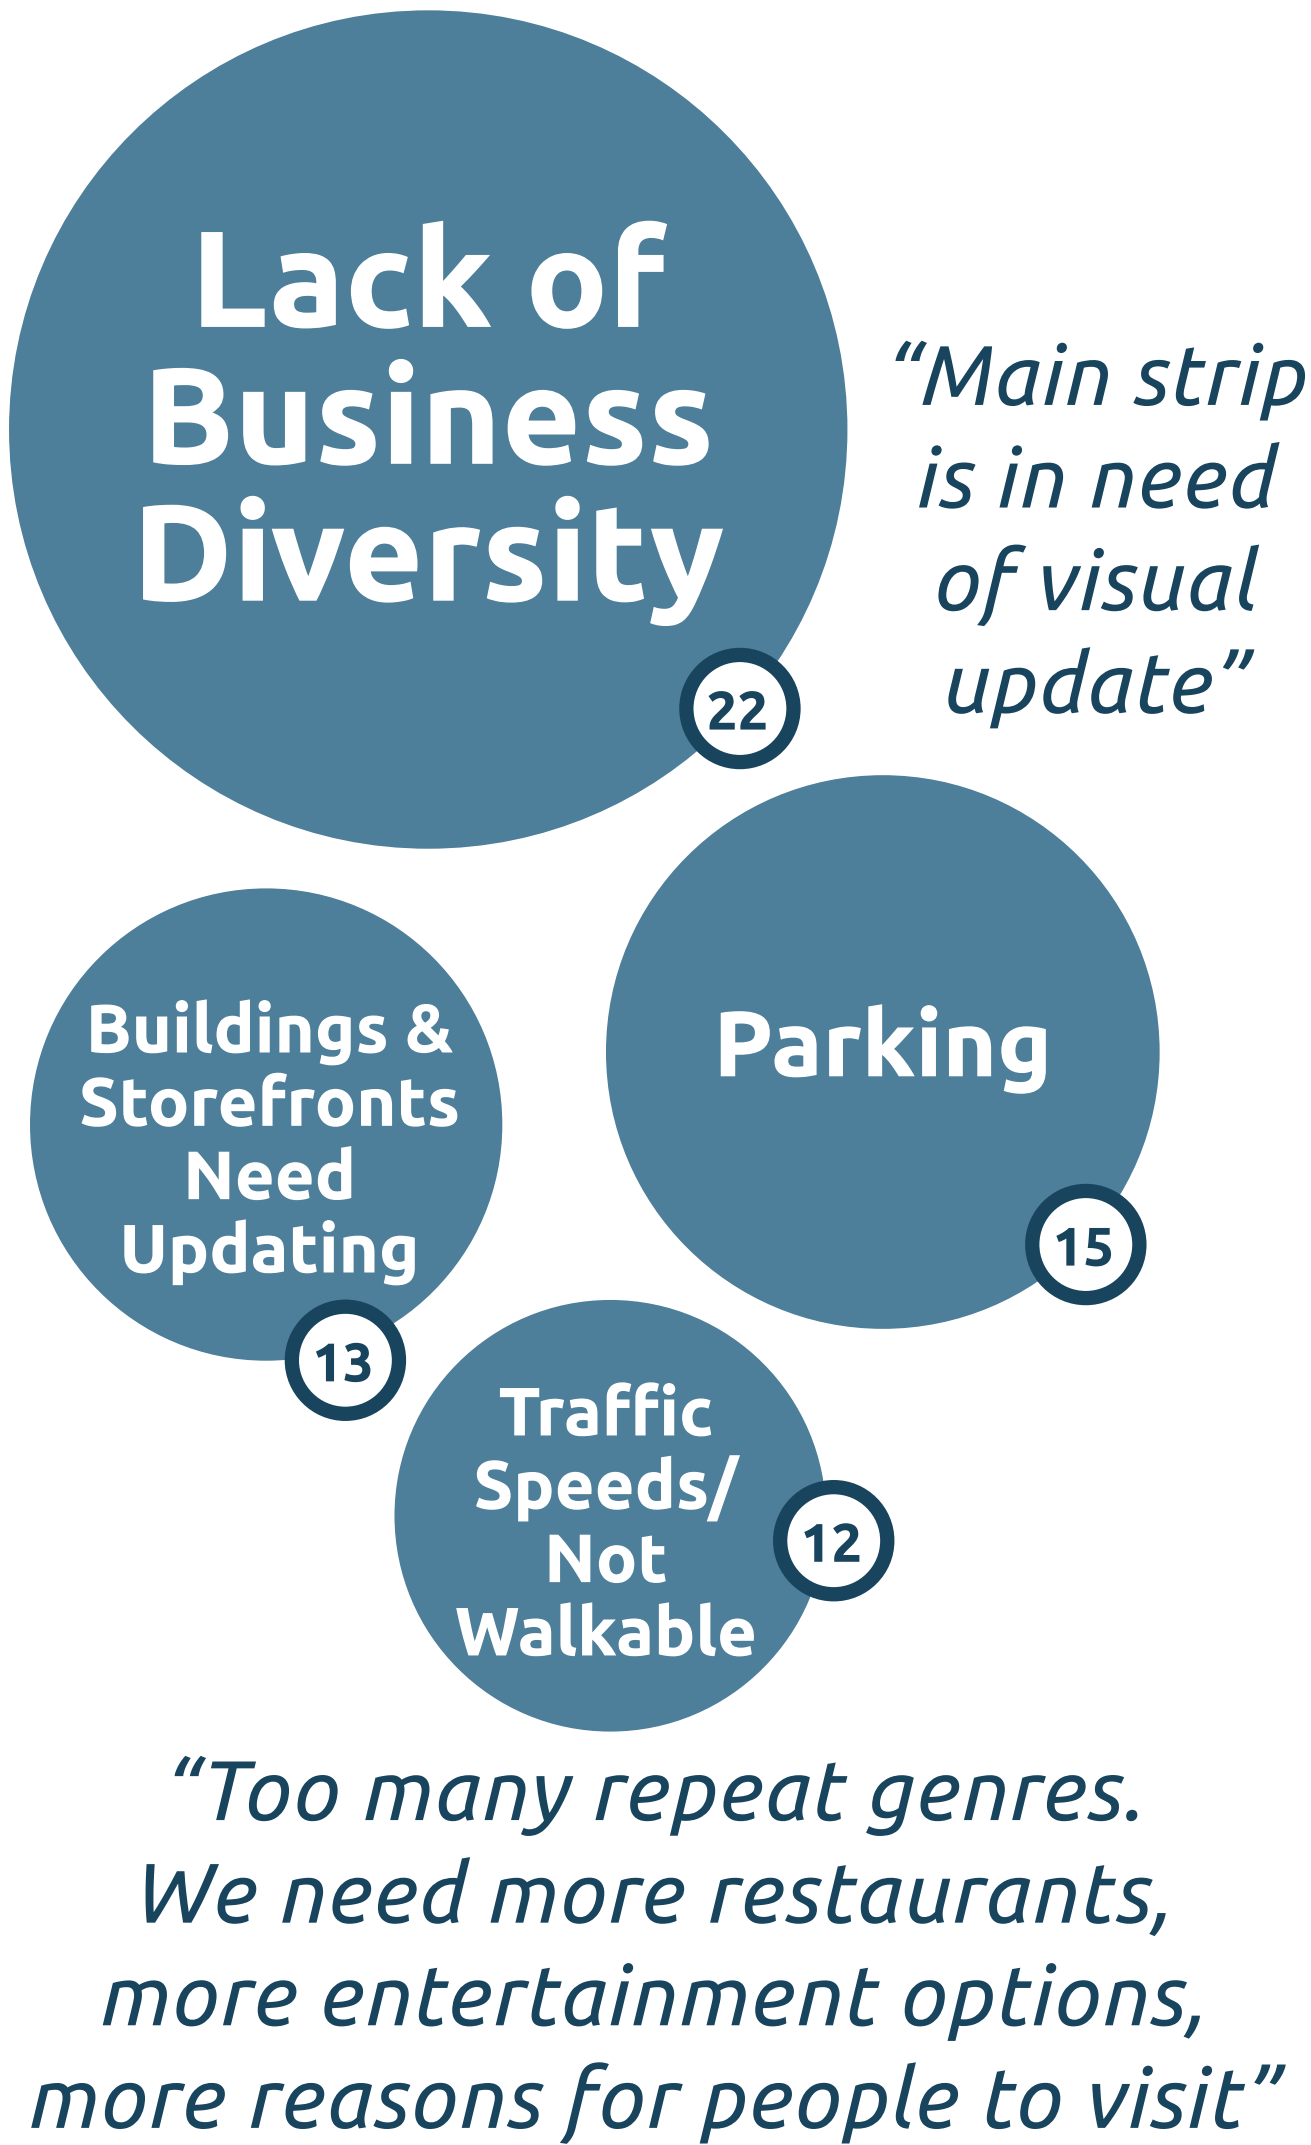 Lack of
Business
Diversity
22
“Main strip
is in need
of visual
update”
Parking
15
Buildings &
Storefronts
Need
Updating
13
Traffic
Speeds/
Not
Walkable
12
“Too many repeat genres.
We need more restaurants,
more entertainment options,
more reasons for people to visit”